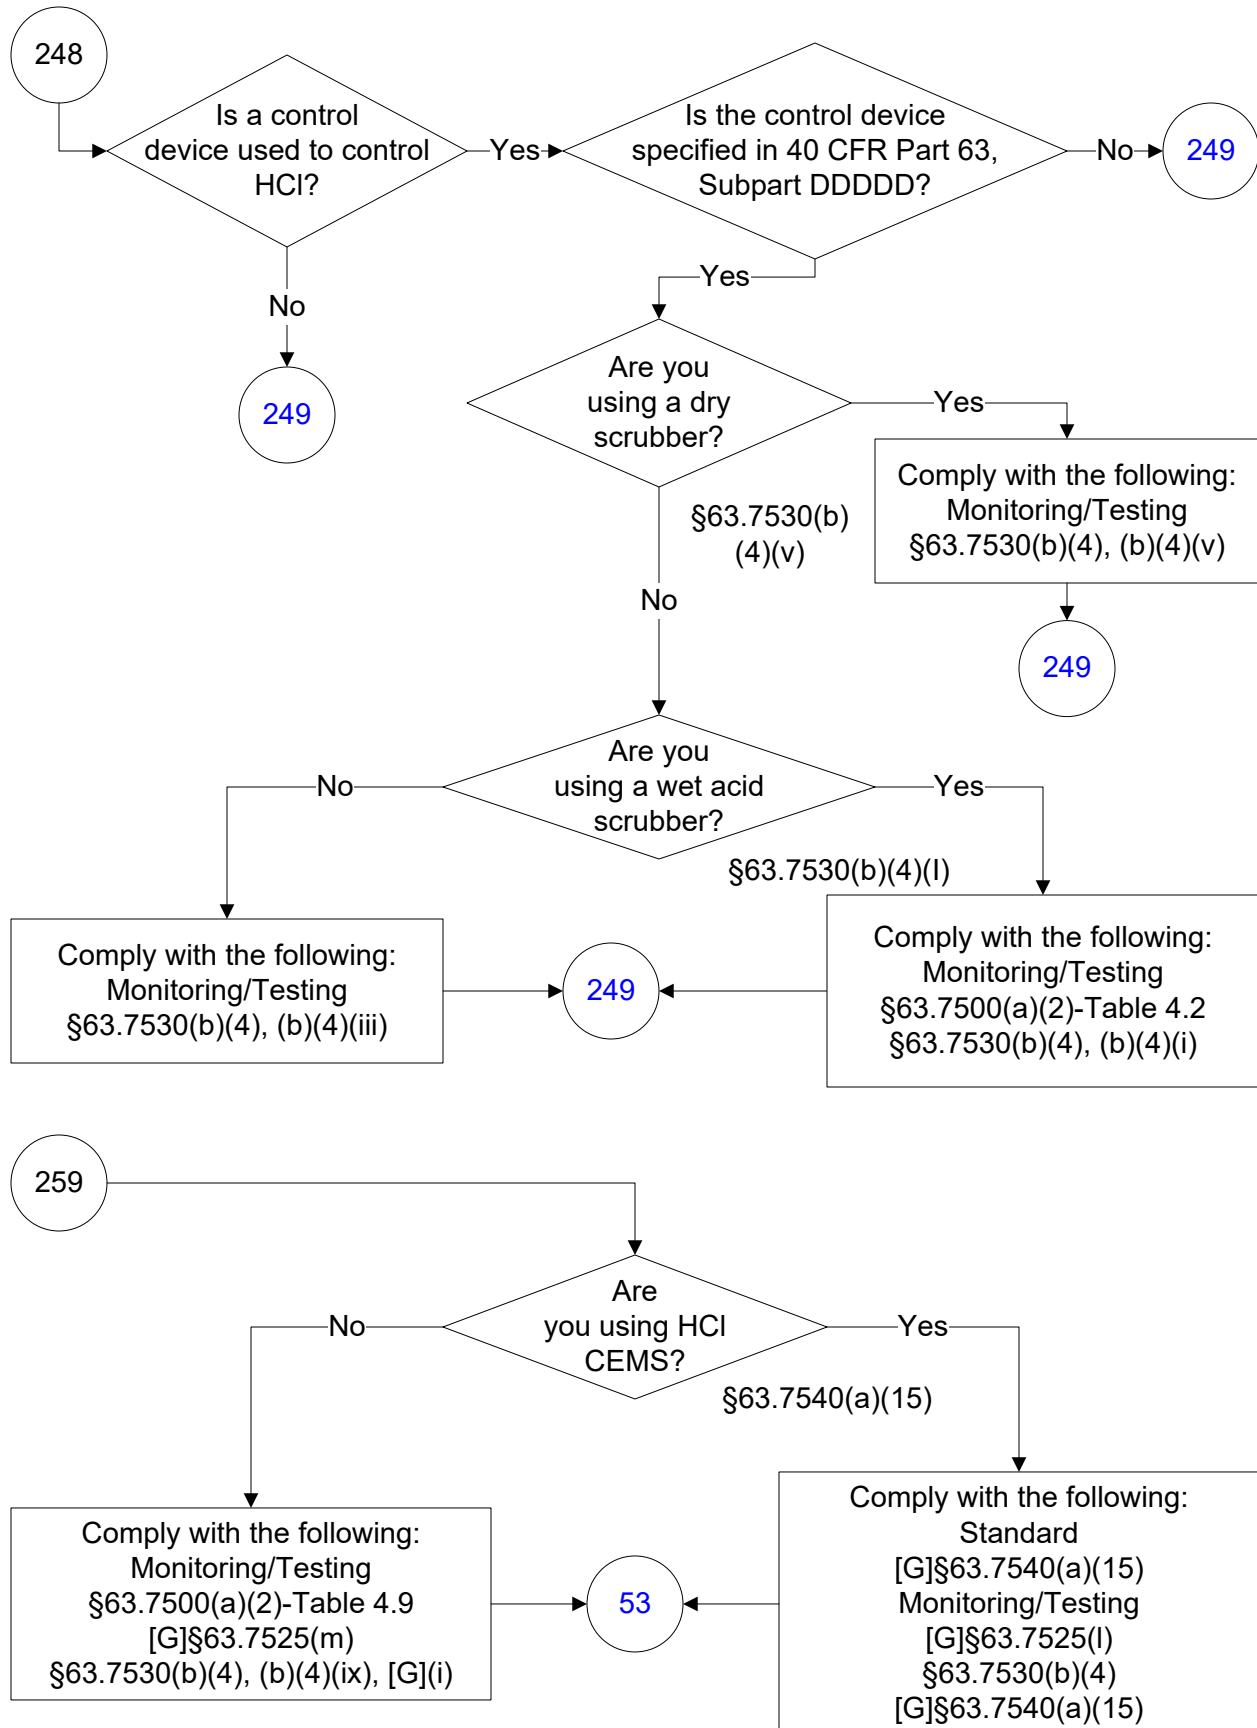 248
Is a control
device used to control
HCl?
Yes
Is the control device
specified in 40 CFR Part 63,
Subpart DDDDD?
No
249
No
249
Yes
Are you
using a dry
scrubber?
Yes
§63.7530(b)
(4)(v)
Comply with the following:
Monitoring/Testing
§63.7530(b)(4), (b)(4)(v)
249
No
Are you
using a wet acid
scrubber?
No
Yes
§63.7530(b)(4)(I)
Comply with the following:
Monitoring/Testing
§63.7530(b)(4), (b)(4)(iii)
249
Comply with the following:
Monitoring/Testing
§63.7500(a)(2)-Table 4.2
§63.7530(b)(4), (b)(4)(i)
259
Are
you using HCl
CEMS?
No
Yes
§63.7540(a)(15)
Comply with the following:
Monitoring/Testing
§63.7500(a)(2)-Table 4.9
[G]§63.7525(m)
§63.7530(b)(4), (b)(4)(ix), [G](i)
53
Comply with the following:
Standard
[G]§63.7540(a)(15)
Monitoring/Testing
[G]§63.7525(l)
§63.7530(b)(4)
[G]§63.7540(a)(15)